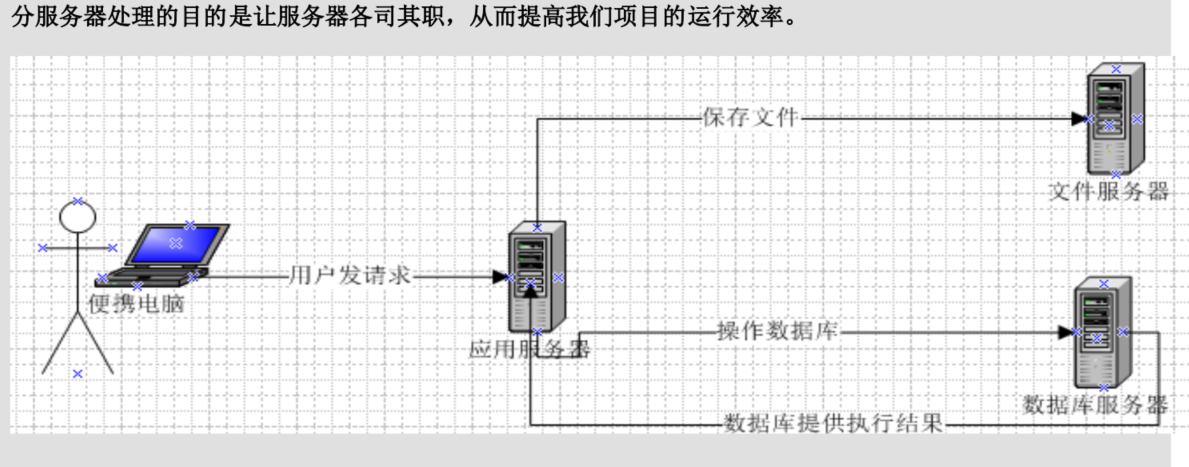 分服务器处理的目的是让服务器各司其职，从而提高我们项目的运行效率。
保存文件
文件服务器
用户发请求
便携电脑
应用服务器
操作数据库
数据库服务器
数据库提供执行结果